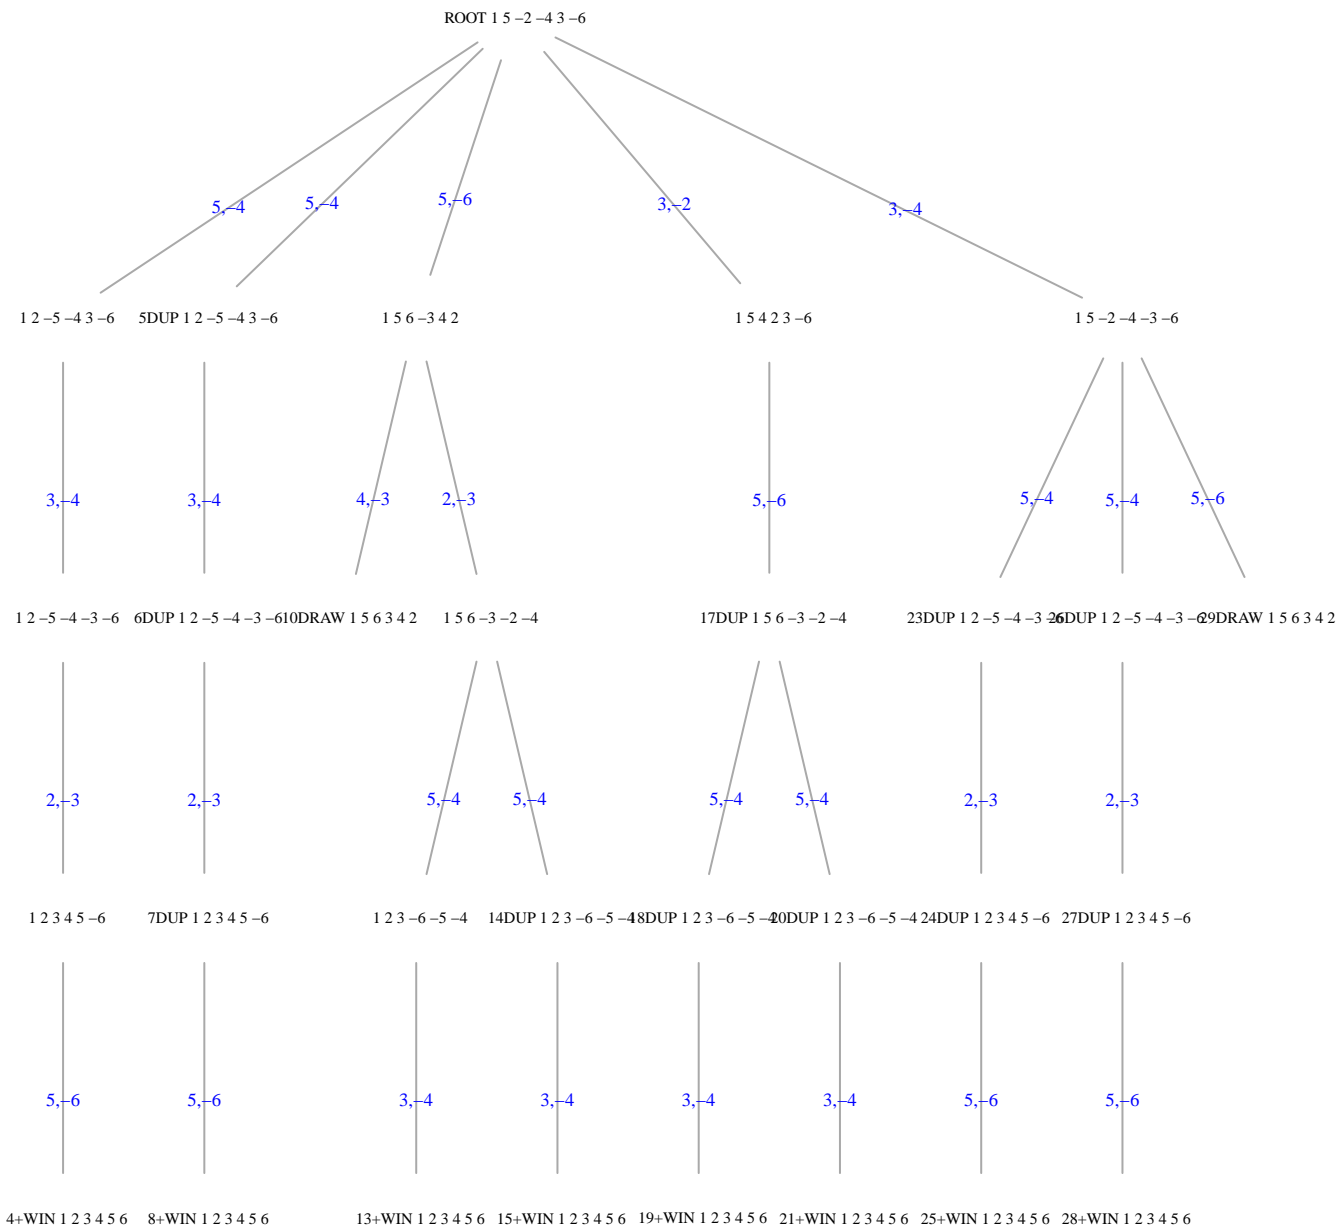 ROOT 1 5 −2 −4 3 −6
5,−4 5,−4 5,−6 3,−2 3,−4
1 2 −5 −4 3 −6 5DUP 1 2 −5 −4 3 −6 1 5 6 −3 4 2 1 5 4 2 3 −6 1 5 −2 −4 −3 −6
3,−4 3,−4 4,−3 2,−3 5,−6 5,−4 5,−4 5,−6
1 2 −5 −4 −3 −6 6DUP 1 2 −5 −4 −3 −6 10DRAW 1 5 6 3 4 2 1 5 6 −3 −2 −4 17DUP 1 5 6 −3 −2 −4 23DUP 1 2 −5 −4 −3 −6 26DUP 1 2 −5 −4 −3 −6 29DRAW 1 5 6 3 4 2
2,−3 2,−3 5,−4 5,−4 5,−4 5,−4 2,−3 2,−3
1 2 3 4 5 −6 7DUP 1 2 3 4 5 −6 1 2 3 −6 −5 −4 14DUP 1 2 3 −6 −5 −4 18DUP 1 2 3 −6 −5 −4 20DUP 1 2 3 −6 −5 −4 24DUP 1 2 3 4 5 −6 27DUP 1 2 3 4 5 −6
5,−6 5,−6 3,−4 3,−4 3,−4 3,−4 5,−6 5,−6
4+WIN 1 2 3 4 5 6 8+WIN 1 2 3 4 5 6 13+WIN 1 2 3 4 5 6 15+WIN 1 2 3 4 5 6 19+WIN 1 2 3 4 5 6 21+WIN 1 2 3 4 5 6 25+WIN 1 2 3 4 5 6 28+WIN 1 2 3 4 5 6